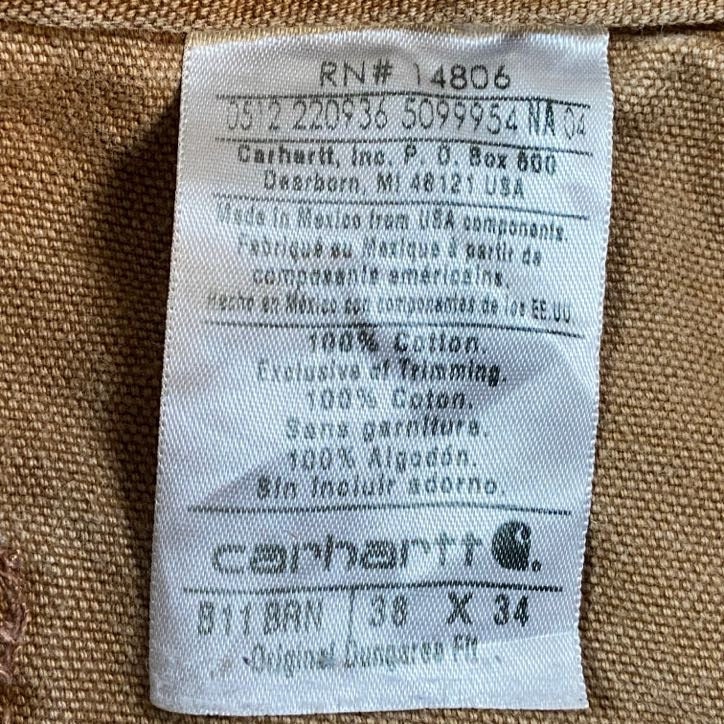 RN# 14806
0512 220936 5099954 NA 04
Carhartt, Inc. P. O. Box 600
Dearborn, MI 48121 USA
Made in Mexico from USA components.
Fabriqué au Mexique à partir de
composants américains.
Hecho en México con componentes de los EE.UU.
100% Cotton.
Exclusive of Trimming.
100% Coton.
Sans garniture.
100% Algodón.
Sin Incluir adorno.
carhartt
B11 BRN 38 X 34
Original Dungaree Fit